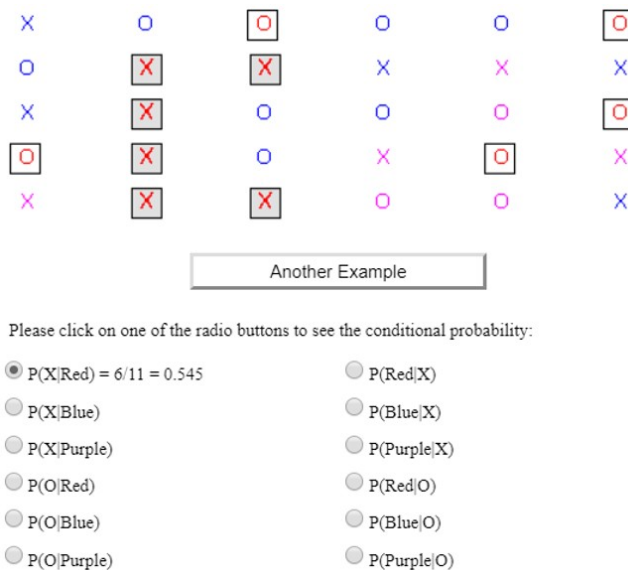 X O O O O O
O X X X X X
X X O O O O
O X O X O X
X X X O O X
Another Example
Please click on one of the radio buttons to see the conditional probability:
P(X|Red) = 6/11 = 0.545 P(Red|X)
P(X|Blue) P(Blue|X)
P(X|Purple) P(Purple|X)
P(O|Red) P(Red|O)
P(O|Blue) P(Blue|O)
P(O|Purple) P(Purple|O)